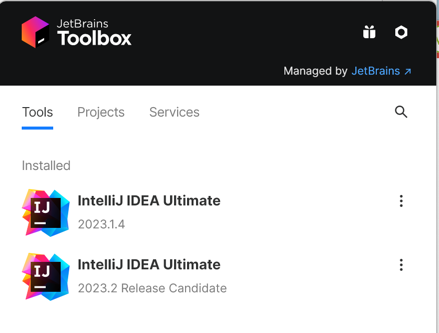 JetBrains
Toolbox
Managed by JetBrains ↗
Tools Projects Services
Installed
IJ IntelliJ IDEA Ultimate
2023.1.4
IJ IntelliJ IDEA Ultimate
2023.2 Release Candidate